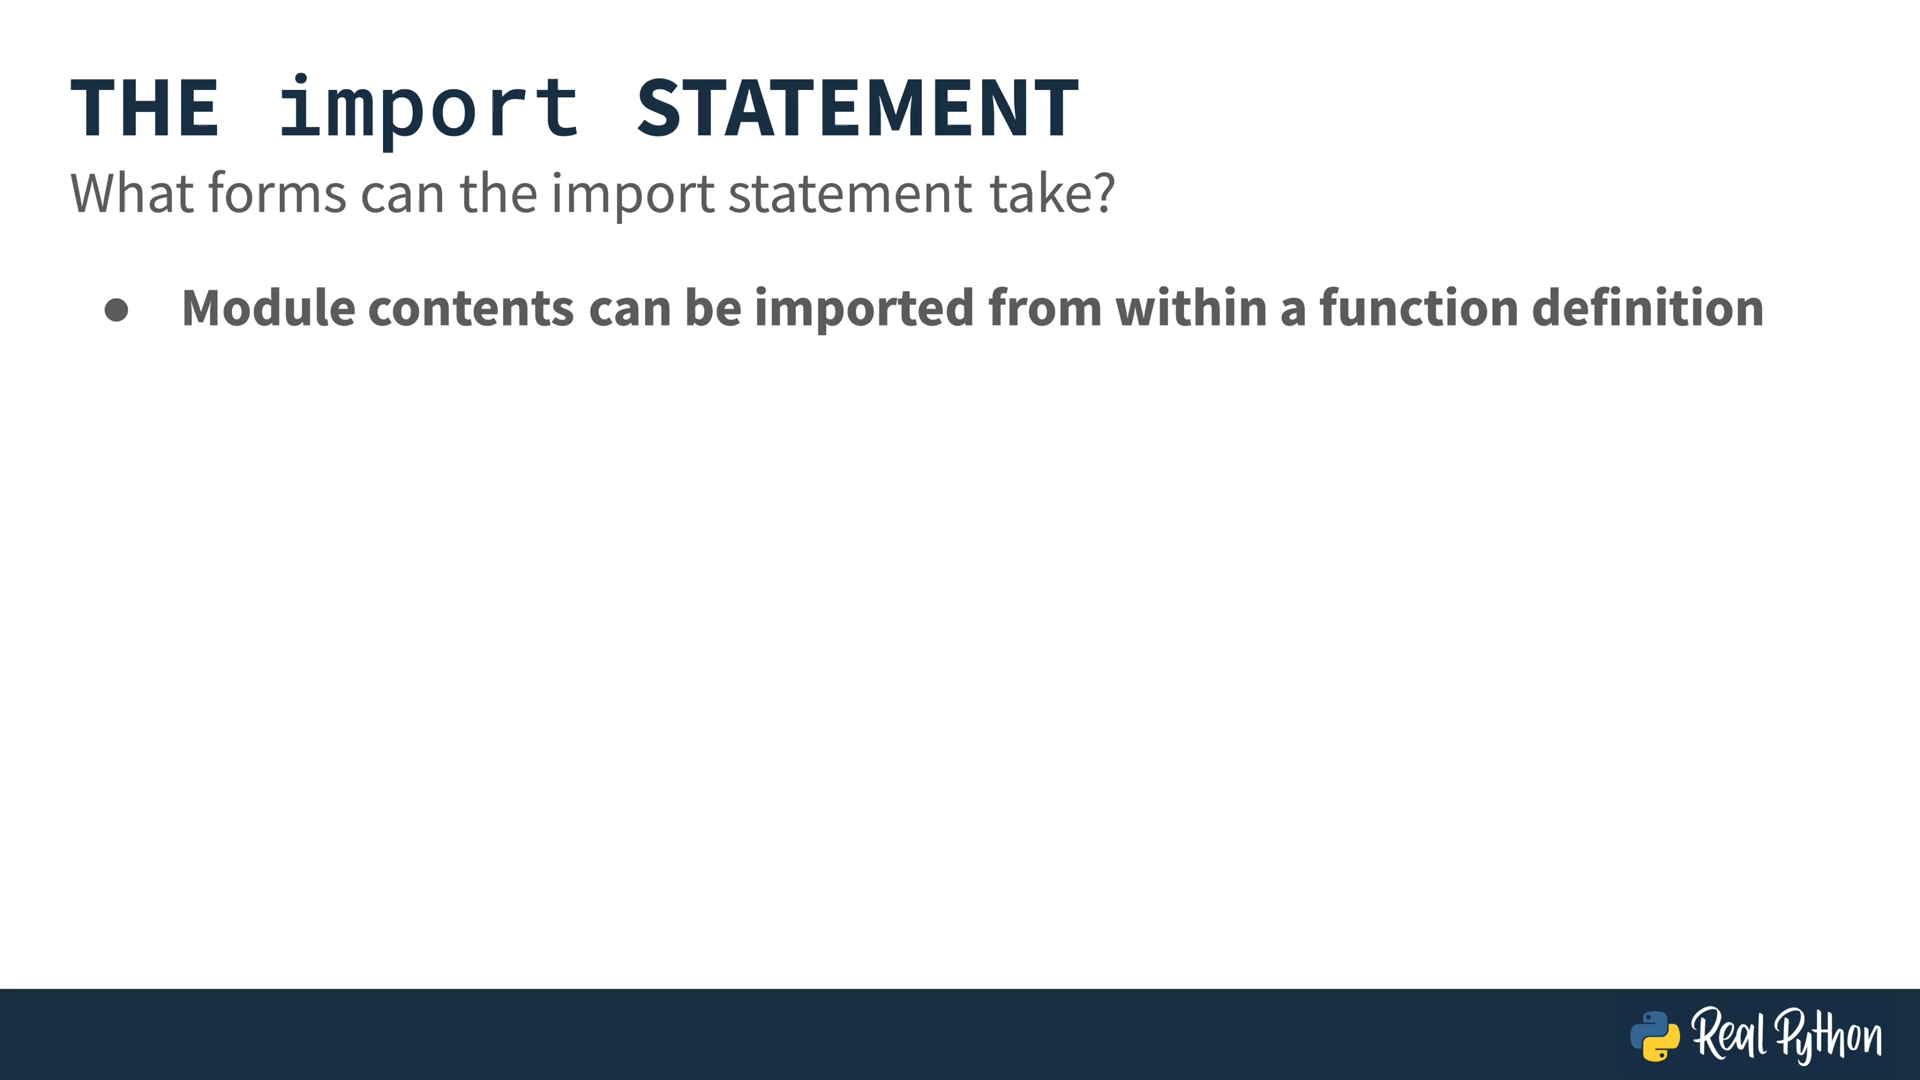 THE import STATEMENT
What forms can the import statement take?
● Module contents can be imported from within a function definition
Real Python